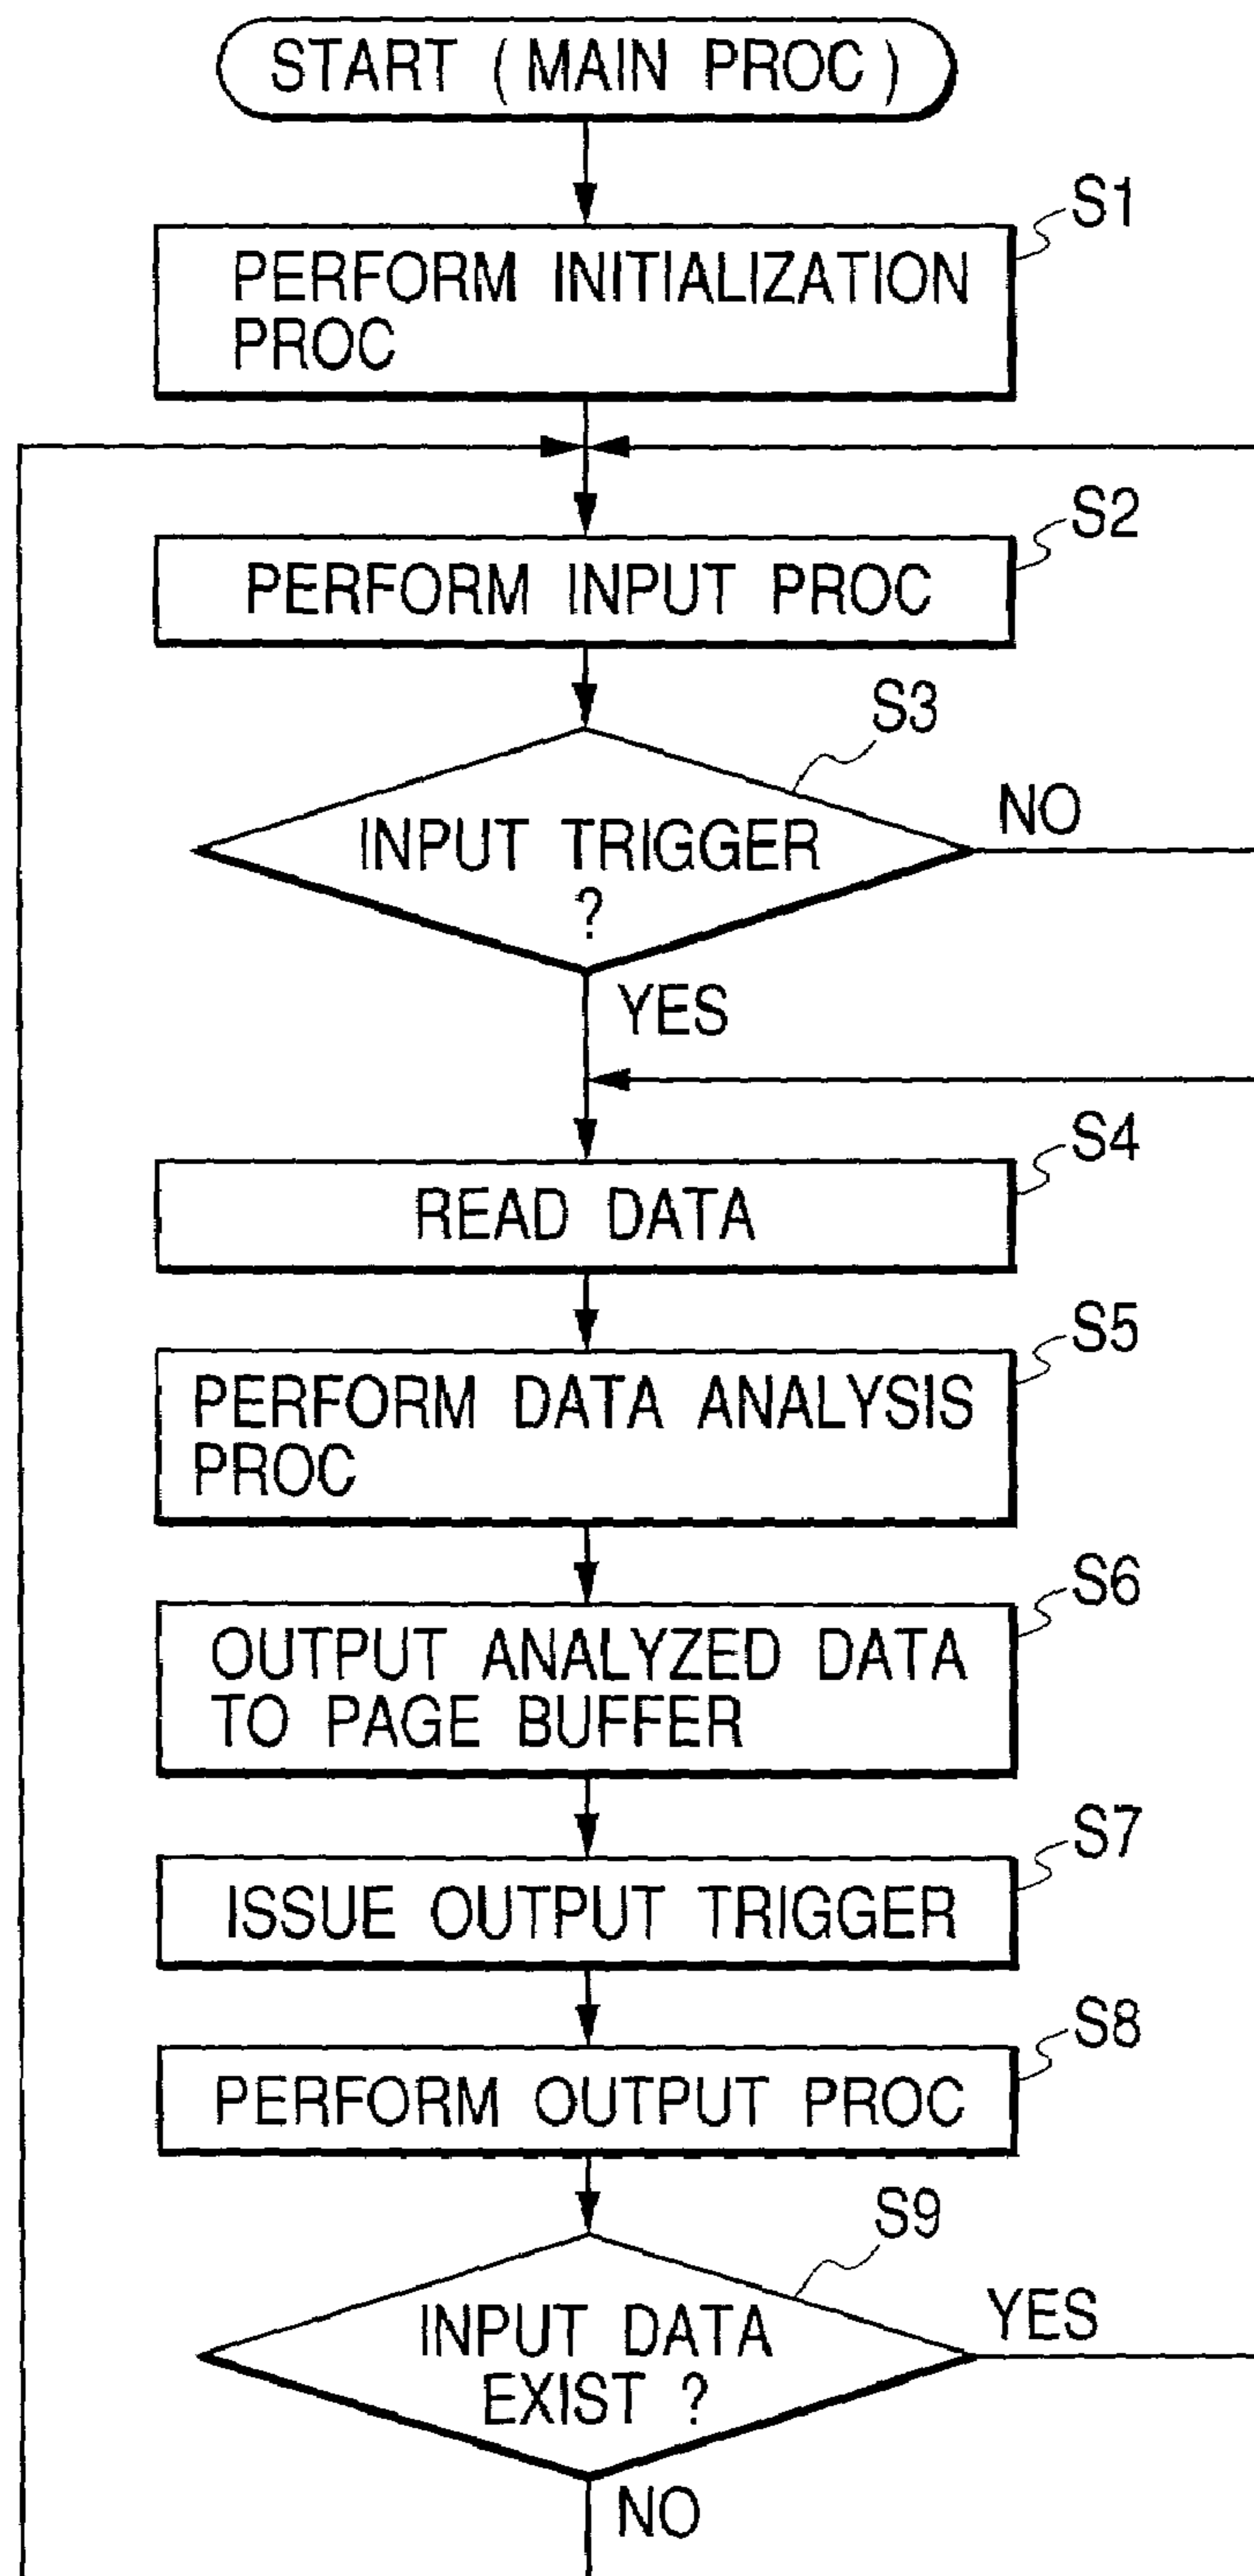 START (MAIN PROC)
S1
PERFORM INITIALIZATION
PROC
S2
PERFORM INPUT PROC
S3
INPUT TRIGGER
?
NO
YES
S4
READ DATA
S5
PERFORM DATA ANALYSIS
PROC
S6
OUTPUT ANALYZED DATA
TO PAGE BUFFER
S7
ISSUE OUTPUT TRIGGER
S8
PERFORM OUTPUT PROC
S9
INPUT DATA
EXIST ?
YES
NO